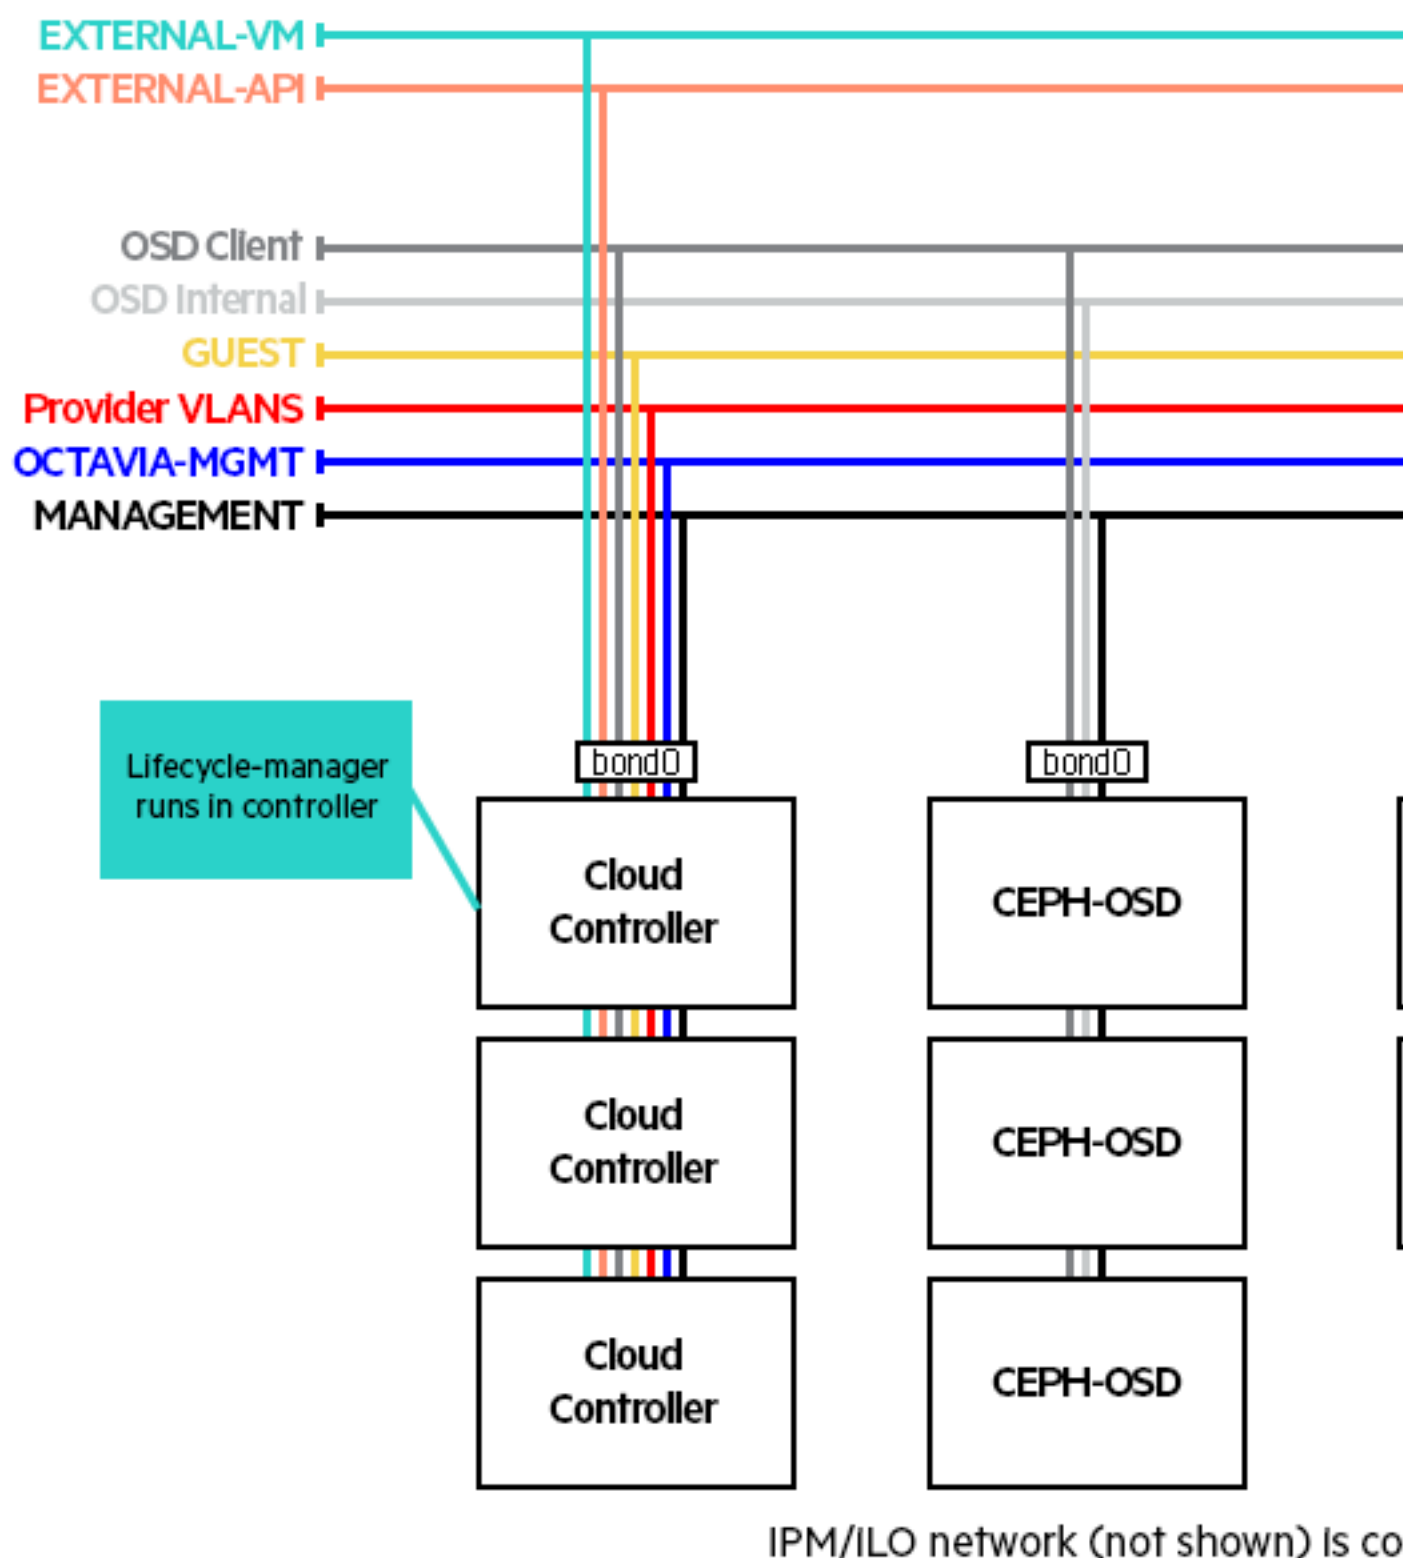 EXTERNAL-VM
EXTERNAL-API
OSD Client
OSD Internal
GUEST
Provider VLANS
OCTAVIA-MGMT
MANAGEMENT
bond0
bond0
Lifecycle-manager
runs in controller
Cloud
Controller
CEPH-OSD
Cloud
Controller
CEPH-OSD
Cloud
Controller
CEPH-OSD
IPM/iLO network (not shown) is co